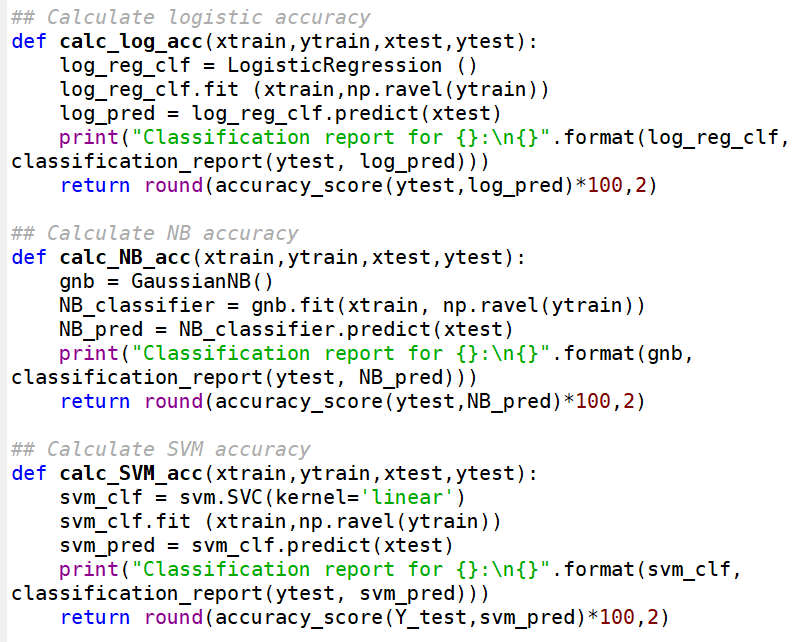 ## Calculate logistic accuracy
def calc_log_acc(xtrain,ytrain,xtest,ytest):
    log_reg_clf = LogisticRegression ()
    log_reg_clf.fit (xtrain,np.ravel(ytrain))
    log_pred = log_reg_clf.predict(xtest)
    print("Classification report for {}:\n{}".format(log_reg_clf,
classification_report(ytest, log_pred)))
    return round(accuracy_score(ytest,log_pred)*100,2)

## Calculate NB accuracy
def calc_NB_acc(xtrain,ytrain,xtest,ytest):
    gnb = GaussianNB()
    NB_classifier = gnb.fit(xtrain, np.ravel(ytrain))
    NB_pred = NB_classifier.predict(xtest)
    print("Classification report for {}:\n{}".format(gnb,
classification_report(ytest, NB_pred)))
    return round(accuracy_score(ytest,NB_pred)*100,2)

## Calculate SVM accuracy
def calc_SVM_acc(xtrain,ytrain,xtest,ytest):
    svm_clf = svm.SVC(kernel='linear')
    svm_clf.fit (xtrain,np.ravel(ytrain))
    svm_pred = svm_clf.predict(xtest)
    print("Classification report for {}:\n{}".format(svm_clf,
classification_report(ytest, svm_pred)))
    return round(accuracy_score(Y_test,svm_pred)*100,2)